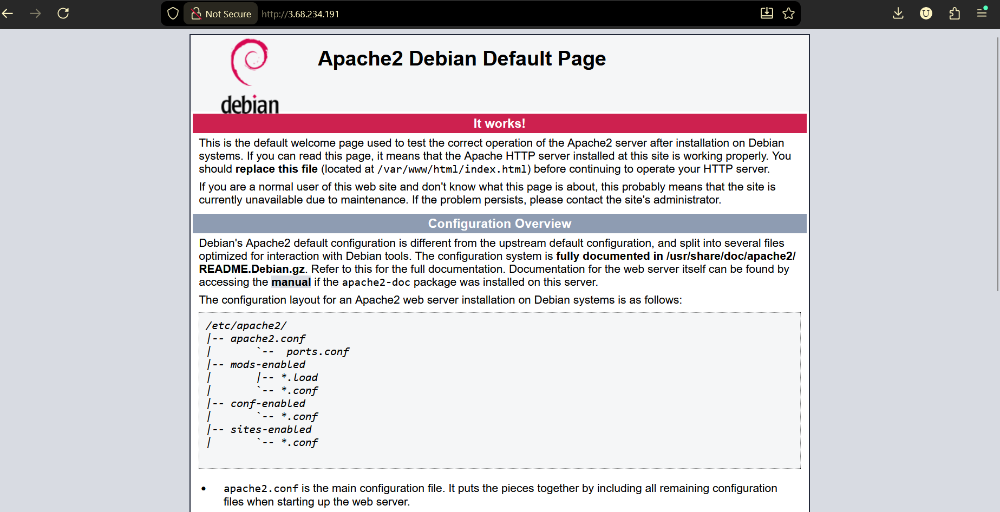 Not Secure http://3.68.234.191
U
debian
Apache2 Debian Default Page
It works!
This is the default welcome page used to test the correct operation of the Apache2 server after installation on Debian
systems. If you can read this page, it means that the Apache HTTP server installed at this site is working properly. You
should replace this file (located at /var/www/html/index.html) before continuing to operate your HTTP server.
If you are a normal user of this web site and don't know what this page is about, this probably means that the site is
currently unavailable due to maintenance. If the problem persists, please contact the site's administrator.
Configuration Overview
Debian's Apache2 default configuration is different from the upstream default configuration, and split into several files
optimized for interaction with Debian tools. The configuration system is fully documented in /usr/share/doc/apache2/
README.Debian.gz. Refer to this for the full documentation. Documentation for the web server itself can be found by
accessing the manual if the apache2-doc package was installed on this server.
The configuration layout for an Apache2 web server installation on Debian systems is as follows:
/etc/apache2/
|-- apache2.conf
|       `--  ports.conf
|-- mods-enabled
|       |-- *.load
|       `-- *.conf
|-- conf-enabled
|       `-- *.conf
|-- sites-enabled
|       `-- *.conf
• apache2.conf is the main configuration file. It puts the pieces together by including all remaining configuration
files when starting up the web server.